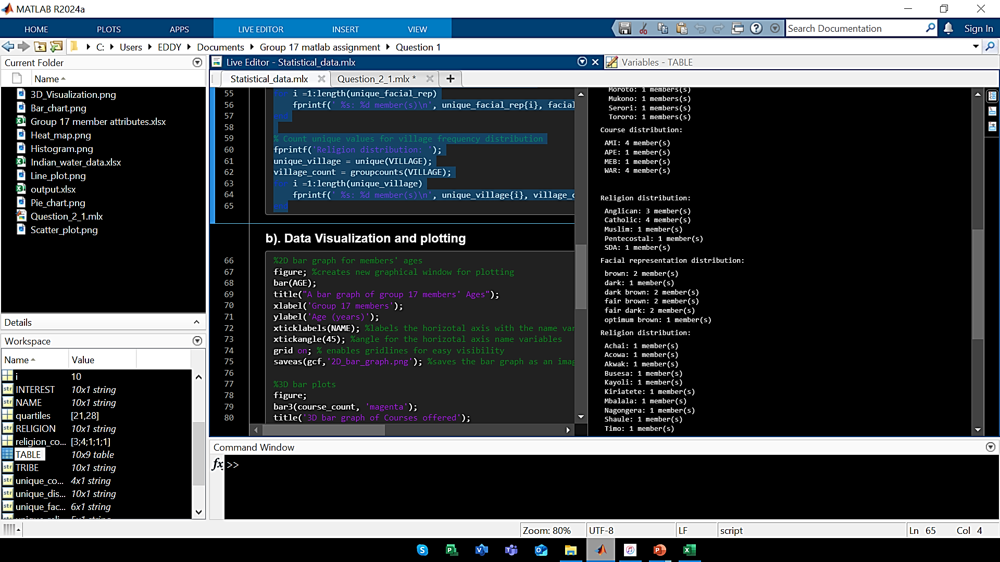 MATLAB R2024a
HOME PLOTS APPS LIVE EDITOR INSERT VIEW
Search Documentation
Sign In
C: Users EDDY Documents Group 17 matlab assignment Question 1
Current Folder
Name
3D_Visualization.png
Bar_chart.png
Group 17 member attributes.xlsx
Heat_map.png
Histogram.png
Indian_water_data.xlsx
Line_plot.png
output.xlsx
Pie_chart.png
Question_2_1.mlx
Scatter_plot.png
Details
Workspace
Name Value
i 10
INTEREST 10x1 string
NAME 10x1 string
quartiles [21,28]
RELIGION 10x1 string
religion_co... [3;4;1;1;1]
TABLE 10x9 table
TRIBE 10x1 string
unique_co... 4x1 string
unique_dis... 10x1 string
unique_fac... 6x1 string
Live Editor - Statistical_data.mlx
Statistical_data.mlx Question_2_1.mlx *
55 for i =1:length(unique_facial_rep)
56 fprintf(' %s: %d member(s)\n', unique_facial_rep{i}, facial
57 end
58
59 % Count unique values for village frequency distribution
60 fprintf('Religion distribution: ');
61 unique_village = unique(VILLAGE);
62 village_count = groupcounts(VILLAGE);
63 for i =1:length(unique_village)
64 fprintf(' %s: %d member(s)\n', unique_village{i}, village_c
65 end
b). Data Visualization and plotting
66 %2D bar graph for members' ages
67 figure; %creates new graphical window for plotting
68 bar(AGE);
69 title("A bar graph of group 17 members' Ages");
70 xlabel('Group 17 members');
71 ylabel('Age (years)');
72 xticklabels(NAME); %labels the horizotal axis with the name var
73 xtickangle(45); %angle for the horizotal axis name variables
74 grid on; % enables gridlines for easy visibility
75 saveas(gcf,'2D_bar_graph.png'); %saves the bar graph as an imag
76
77 %3D bar plots
78 figure;
79 bar3(course_count, 'magenta');
80 title('3D bar graph of Courses offered');
Variables - TABLE
Moroto: 1 members(s)
Mukono: 1 members(s)
Serori: 1 members(s)
Tororo: 1 members(s)
Course distribution:
AMI: 4 member(s)
APE: 1 member(s)
MEB: 1 member(s)
WAR: 4 member(s)
Religion distribution:
Anglican: 3 member(s)
Catholic: 4 member(s)
Muslim: 1 member(s)
Pentecostal: 1 member(s)
SDA: 1 member(s)
Facial representation distribution:
brown: 2 member(s)
dark: 1 member(s)
dark brown: 2 member(s)
fair brown: 2 member(s)
fair dark: 2 member(s)
optimum brown: 1 member(s)
Religion distribution:
Achai: 1 member(s)
Acowa: 1 member(s)
Akwak: 1 member(s)
Busesa: 1 member(s)
Kayoli: 1 member(s)
Kiriatete: 1 member(s)
Mbalala: 1 member(s)
Nagongera: 1 member(s)
Shaule: 1 member(s)
Timo: 1 member(s)
Command Window
fx >>
Zoom: 80% UTF-8 LF script Ln 65 Col 4